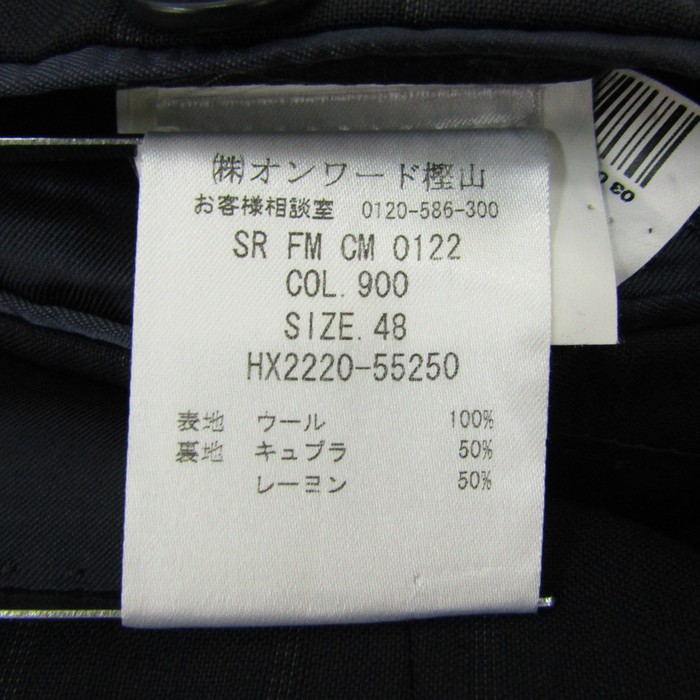 ㈱オンワード樫山
お客様相談室 0120-586-300
SR FM CM 0122
COL. 900
SIZE. 48
HX2220-55250
表地 ウール 100%
裏地 キュプラ 50%
レーヨン 50%
03 0